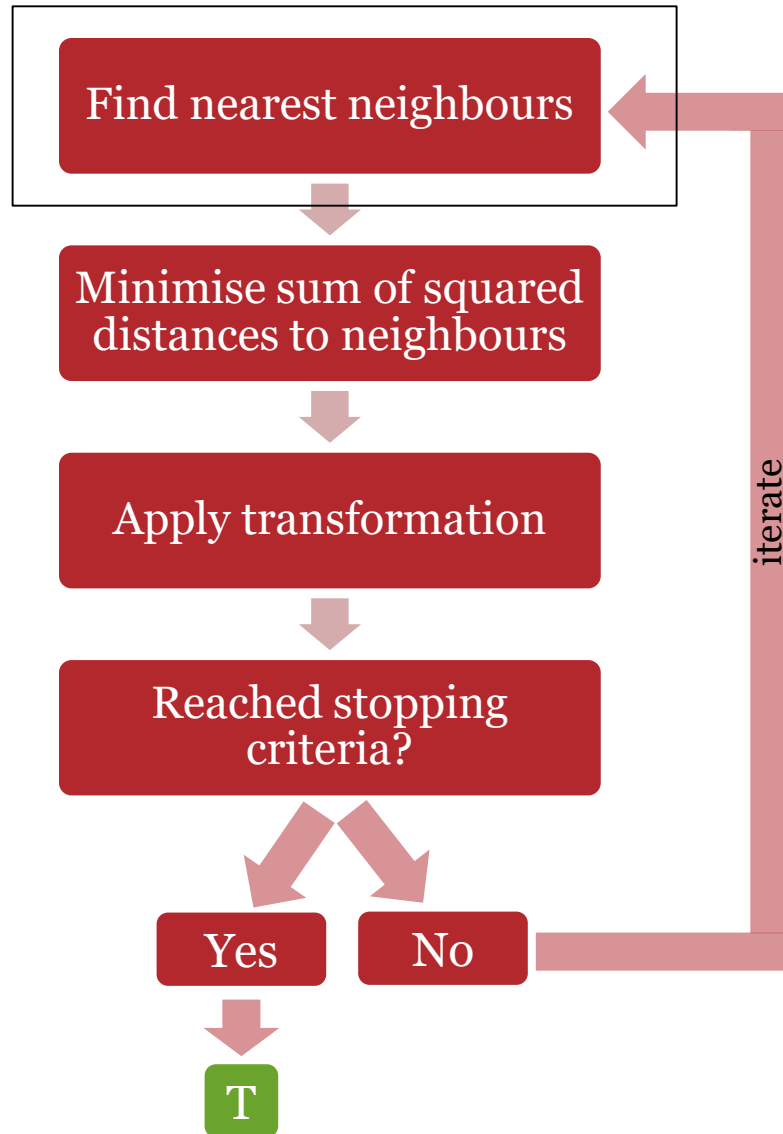 Find nearest neighbours
Minimise sum of squared
distances to neighbours
Apply transformation
iterate
Reached stopping
criteria?
Yes
No
T